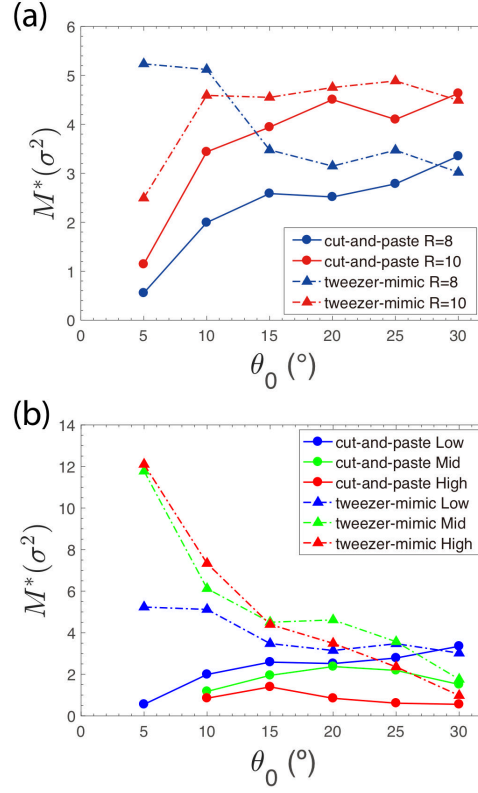 (a)
6
5
4
3
2
1
0
M*(σ²)
cut-and-paste R=8
cut-and-paste R=10
tweezer-mimic R=8
tweezer-mimic R=10
0 5 10 15 20 25 30
θ₀ (°)
(b)
14
12
10
8
6
4
2
0
M*(σ²)
cut-and-paste Low
cut-and-paste Mid
cut-and-paste High
tweezer-mimic Low
tweezer-mimic Mid
tweezer-mimic High
0 5 10 15 20 25 30
θ₀ (º)